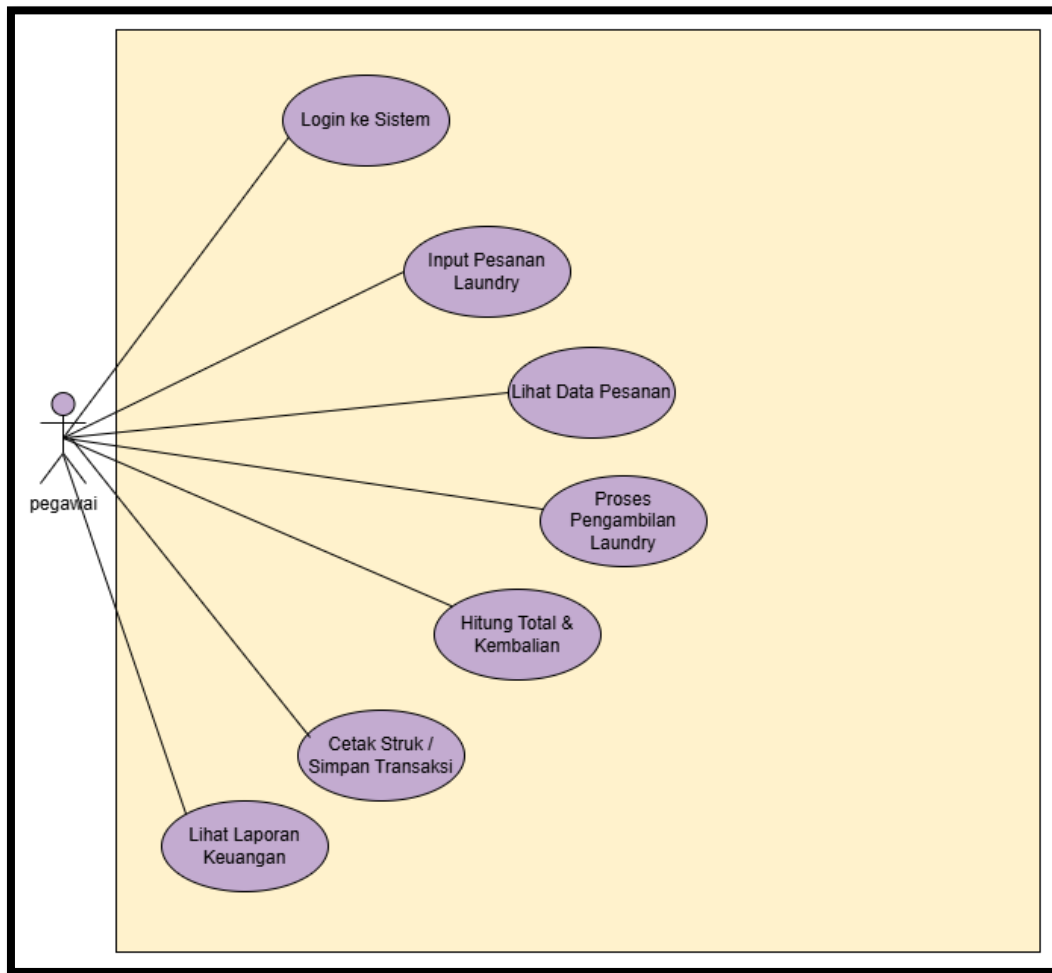 Login ke Sistem
Input Pesanan
Laundry
Lihat Data Pesanan
pegawai
Proses
Pengambilan
Laundry
Hitung Total &
Kembalian
Cetak Struk /
Simpan Transaksi
Lihat Laporan
Keuangan